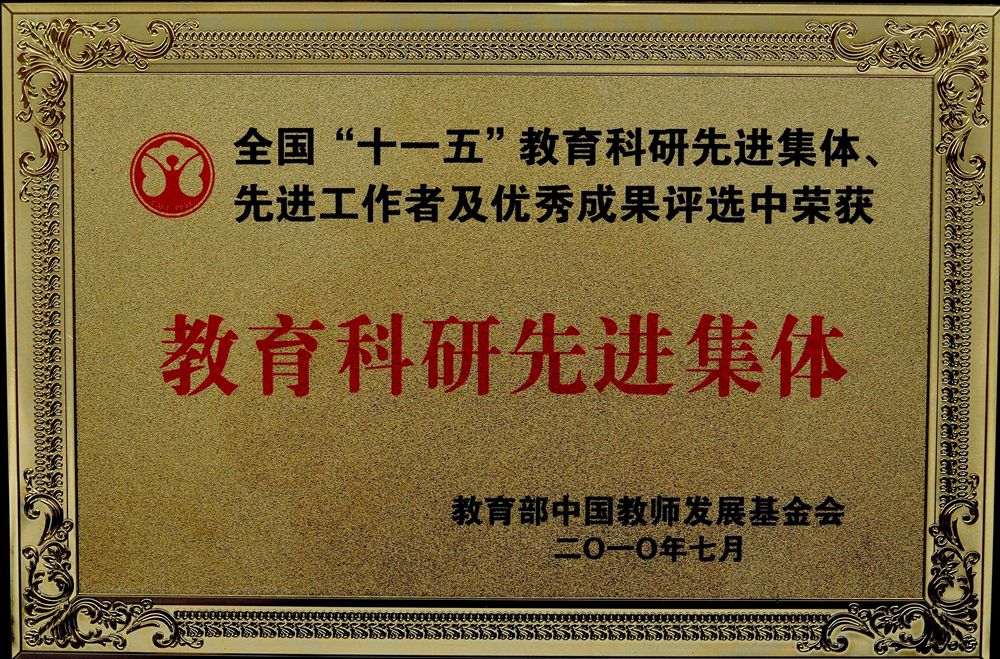 全国“十一五”教育科研先进集体、
先进工作者及优秀成果评选中荣获
教育科研先进集体
教育部中国教师发展基金会
二〇一〇年七月